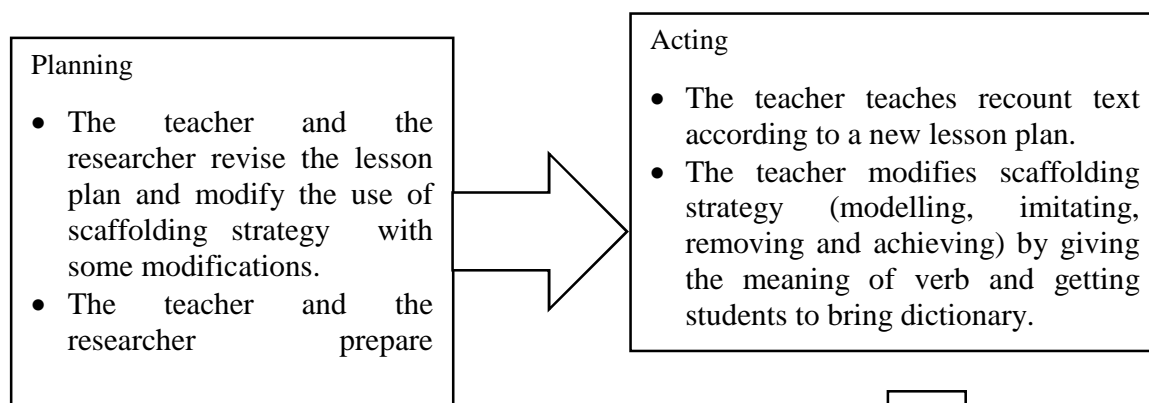 Planning
• The teacher and the
researcher revise the lesson
plan and modify the use of
scaffolding strategy with
some modifications.
• The teacher and the
researcher prepare
Acting
• The teacher teaches recount text
according to a new lesson plan.
• The teacher modifies scaffolding
strategy (modelling, imitating,
removing and achieving) by giving
the meaning of verb and getting
students to bring dictionary.